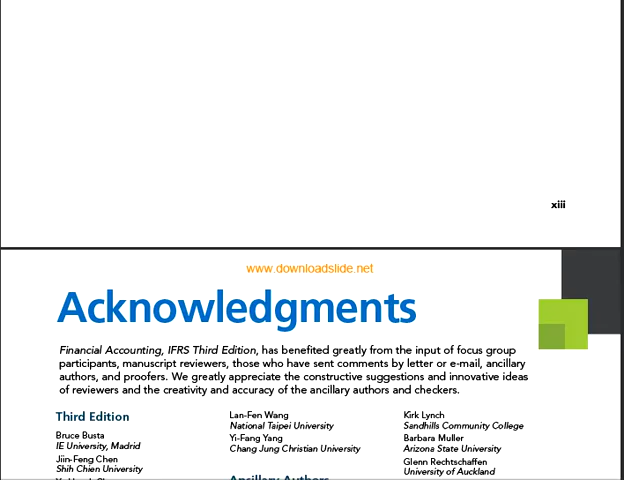 xiii
www.downloadslide.net
Acknowledgments
Financial Accounting, IFRS Third Edition, has benefited greatly from the input of focus group
participants, manuscript reviewers, those who have sent comments by letter or e-mail, ancillary
authors, and proofers. We greatly appreciate the constructive suggestions and innovative ideas
of reviewers and the creativity and accuracy of the ancillary authors and checkers.
Third Edition
Bruce Busta
IE University, Madrid
Jiin-Feng Chen
Shih Chien University
Lan-Fen Wang
National Taipei University
Yi-Fang Yang
Chang Jung Christian University
Ancillary Authors
Kirk Lynch
Sandhills Community College
Barbara Muller
Arizona State University
Glenn Rechtschaffen
University of Auckland